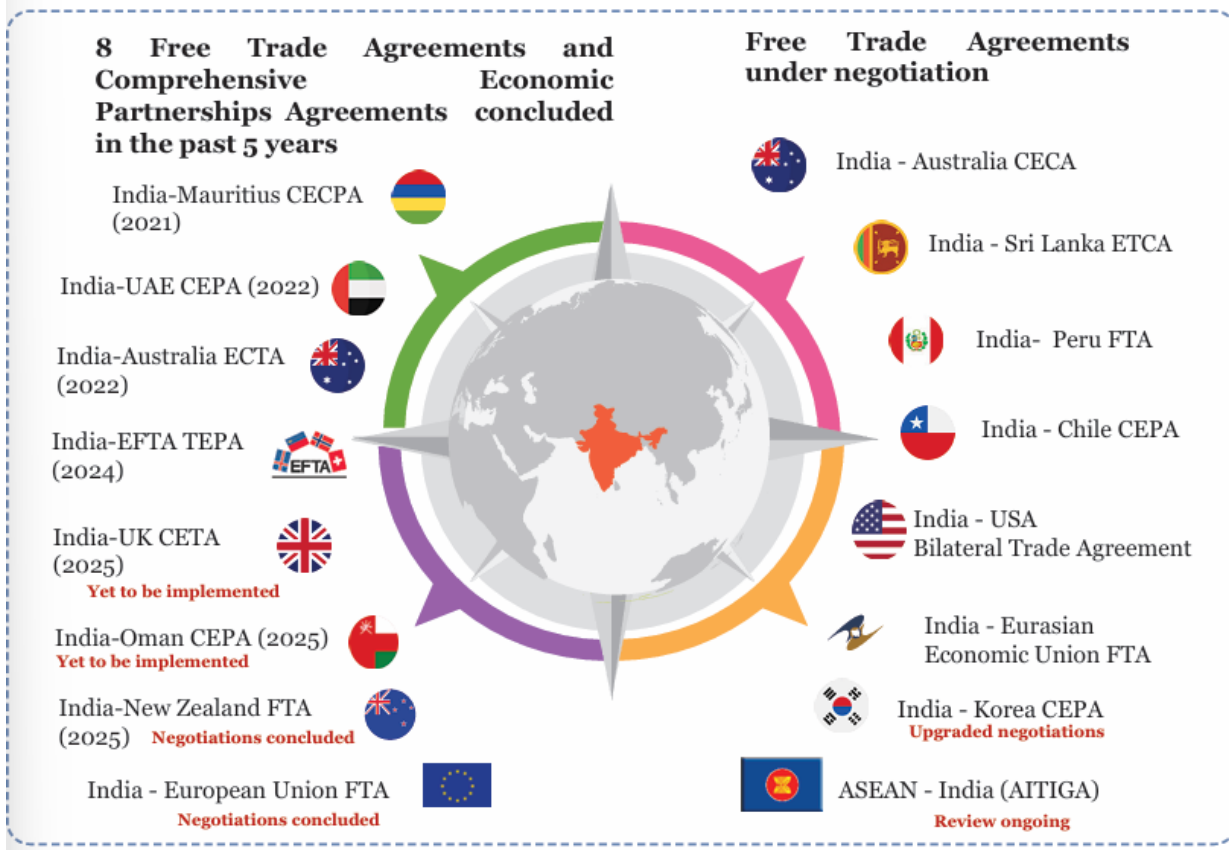 8 Free Trade Agreements and
Comprehensive Economic
Partnerships Agreements concluded
in the past 5 years
India-Mauritius CECPA
(2021)
India-UAE CEPA (2022)
India-Australia ECTA
(2022)
India-EFTA TEPA
(2024)
EFTA
India-UK CETA
(2025)
Yet to be implemented
India-Oman CEPA (2025)
Yet to be implemented
India-New Zealand FTA
(2025) Negotiations concluded
India - European Union FTA
Negotiations concluded
Free Trade Agreements
under negotiation
India - Australia CECA
India - Sri Lanka ETCA
India- Peru FTA
India - Chile CEPA
India - USA
Bilateral Trade Agreement
India - Eurasian
Economic Union FTA
India - Korea CEPA
Upgraded negotiations
ASEAN - India (AITIGA)
Review ongoing